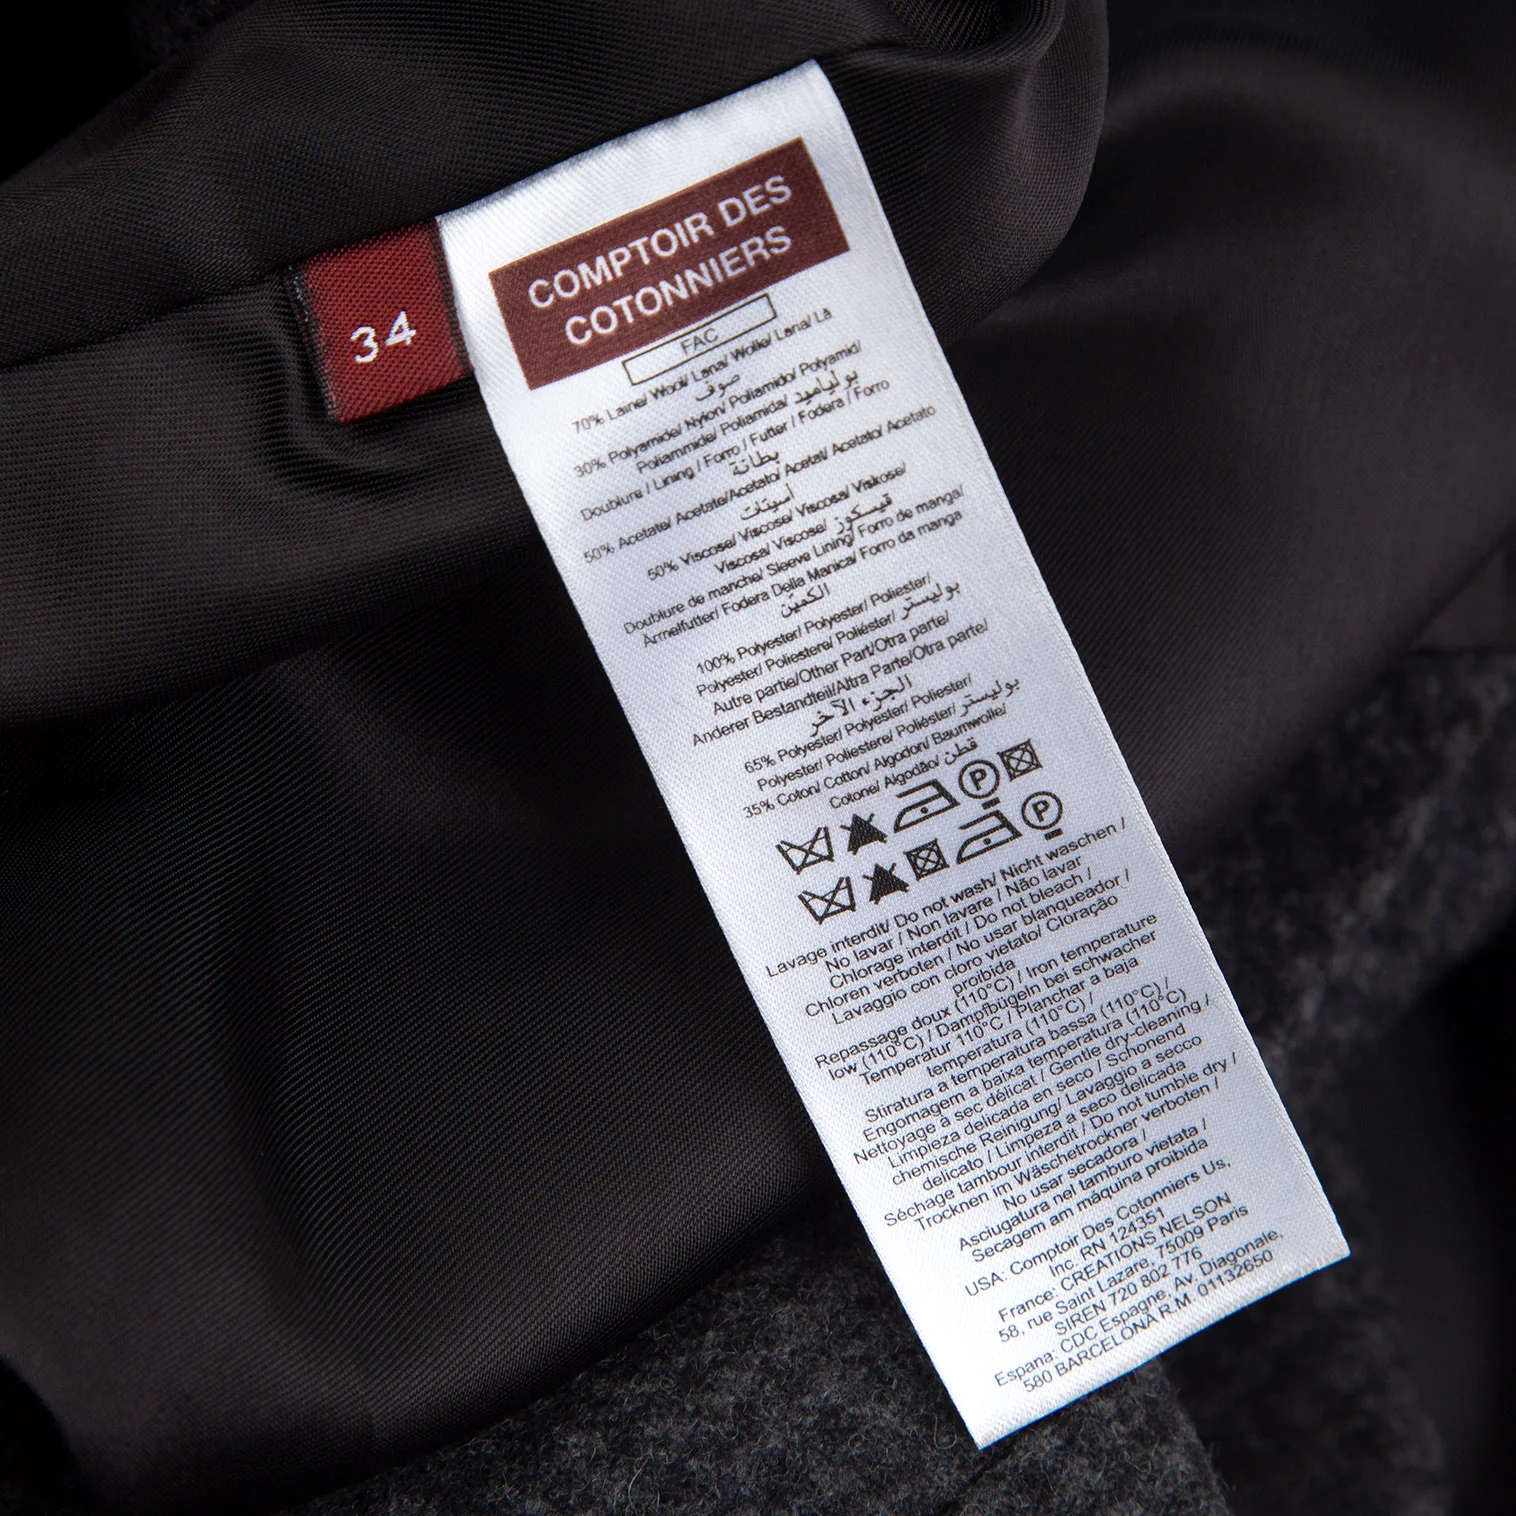 34
COMPTOIR DES
COTONNIERS
FAC
70% Laine/ Wool/ Lana/ Wolle/ Lana/ Lã
صوف
30% Polyamide/ Nylon/ Poliamido/ Polyamid/
Poliammide/ Poliamida/ بولياميد
Doublure / Lining / Forro / Futter / Fodera / Forro
بطانة
50% Acetate/ Acetate/Acetato/ Acetat/ Acetato/ Acetato
أسيتات
50% Viscose/ Viscose/ Viscosa/ Viskose/
Viscosa/ Viscose/ فيسكوز
Doublure de manche/ Sleeve Lining/ Forro de manga/
Armelfutter/ Fodera Della Manica/ Forro da manga
الكمين
100% Polyester/ Polyester/ Poliester/
Polyester/ Poliestere/ Poliéster/ بوليستر
Autre partie/Other Part/Otra parte/
Anderer Bestandteil/Altra Parte/Otra parte/
الجزء الآخر
65% Polyester/ Polyester/ Poliester/
Polyester/ Poliestere/ Poliéster/ بوليستر
35% Coton/ Cotton/ Algodon/ Baumwolle/
Cotone/ Algodão/ قطن
P
P
Lavage interdit/ Do not wash/ Nicht waschen /
No lavar / Non lavare / Não lavar
Chlorage interdit / Do not bleach /
Chloren verboten / No usar blanqueador /
Lavaggio con cloro vietato/ Cloração
proibida
Repassage doux (110°C) / Iron temperature
low (110°C) / Dampfbügeln bei schwacher
Temperatur 110°C / Planchar a baja
temperatura (110°C) /
Stiratura a temperatura bassa (110°C) /
Engomagem a baixa temperatura (110°C)
Nettoyage à sec délicat / Gentle dry-cleaning /
Limpieza delicada en seco / Schonend
chemische Reinigung/ Lavaggio a secco
delicato / Limpeza a seco delicada
Séchage tambour interdit / Do not tumble dry /
Trocknen im Wäschetrockner verboten /
No usar secadora /
Asciugatura nel tamburo vietata /
Secagem am máquina proibida
USA: Comptoir Des Cotonniers Us,
Inc. RN 124351
France: CREATIONS NELSON
58, rue Saint Lazare, 75009 Paris
SIREN 720 802 776
Espana: CDC Espagne, Av. Diagonale,
580 BARCELONA R.M. 01132650